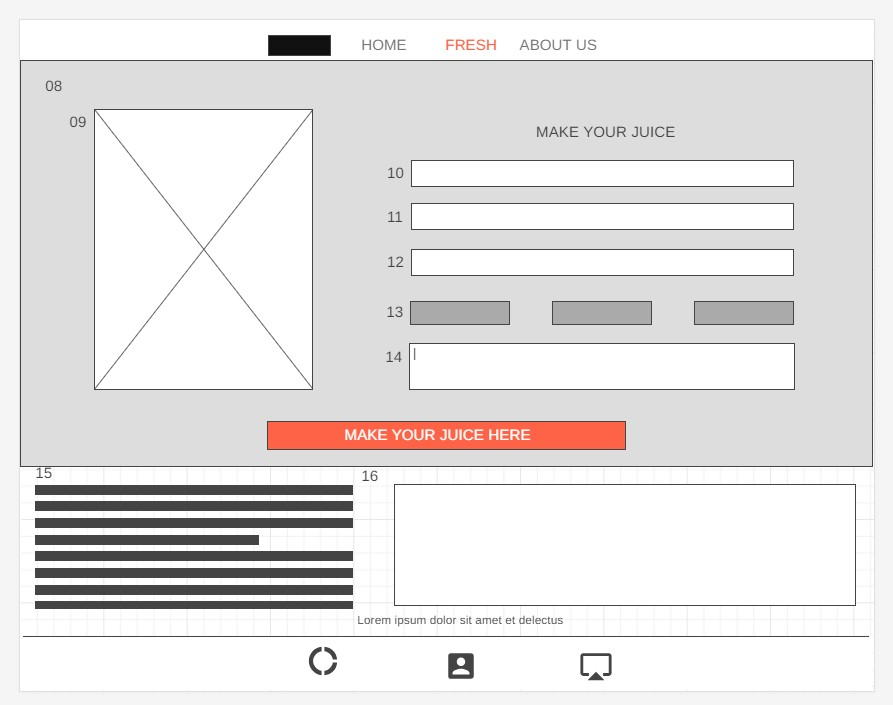 HOME FRESH ABOUT US
08
09
MAKE YOUR JUICE
10
11
12
13
14
MAKE YOUR JUICE HERE
15
16
Lorem ipsum dolor sit amet et delectus